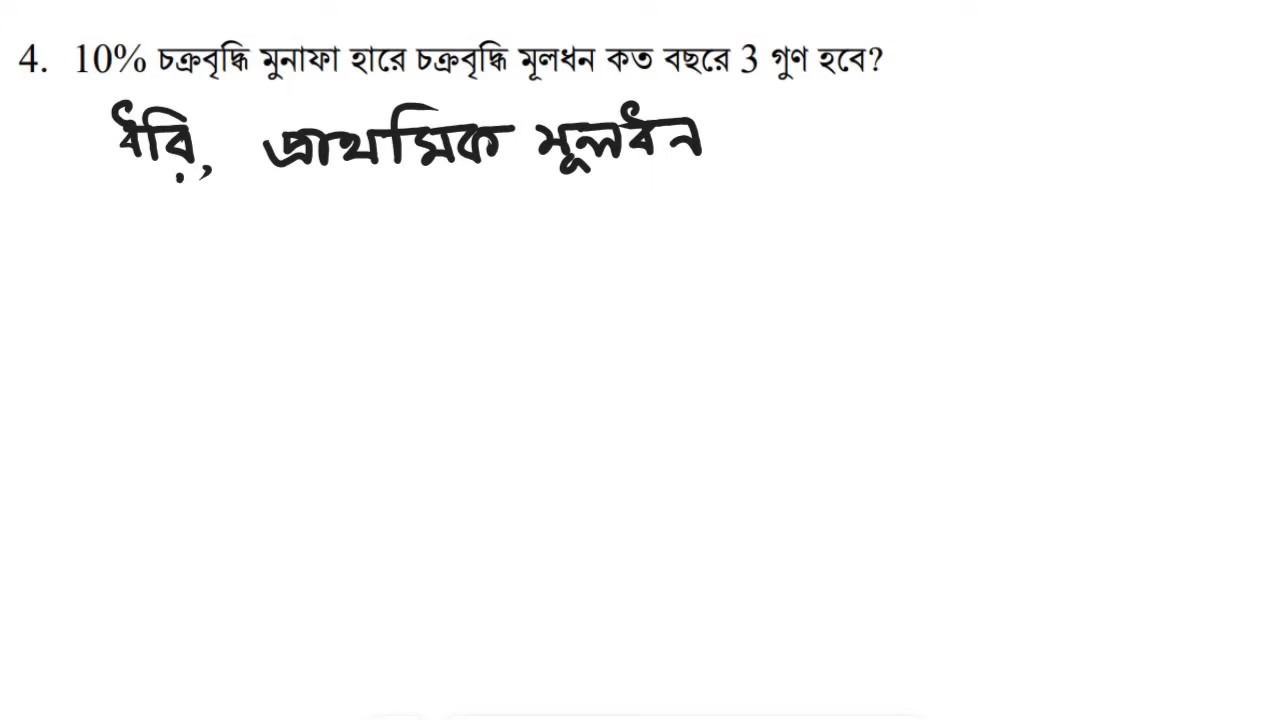 4. 10% চক্রবৃদ্ধি মুনাফা হারে চক্রবৃদ্ধি মূলধন কত বছরে 3 গুণ হবে?
ধরি, প্রাথমিক মূলধন